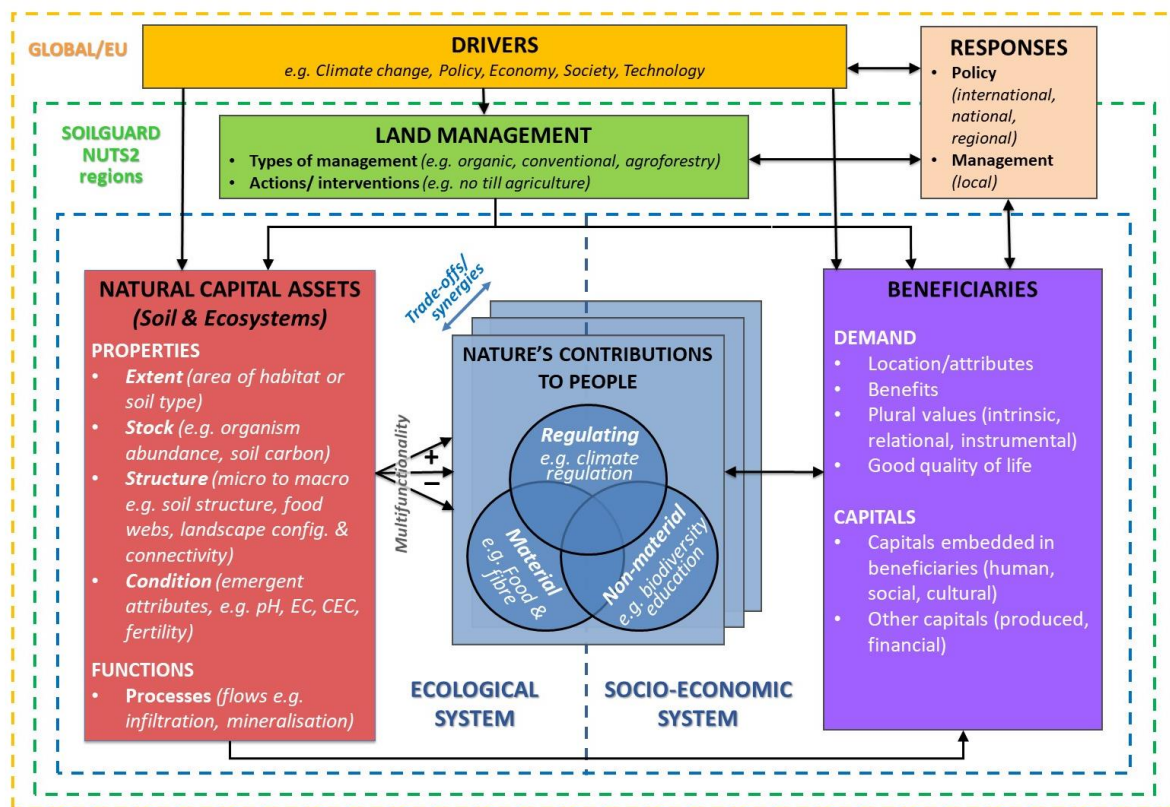 GLOBAL/EU
DRIVERS
e.g. Climate change, Policy, Economy, Society, Technology
RESPONSES
• Policy
(international,
national,
regional)
• Management
(local)
SOILGUARD
NUTS2
regions
LAND MANAGEMENT
• Types of management (e.g. organic, conventional, agroforestry)
• Actions/ interventions (e.g. no till agriculture)
NATURAL CAPITAL ASSETS
(Soil & Ecosystems)
PROPERTIES
• Extent (area of habitat or
soil type)
• Stock (e.g. organism
abundance, soil carbon)
• Structure (micro to macro
e.g. soil structure, food
webs, landscape config. &
connectivity)
• Condition (emergent
attributes, e.g. pH, EC, CEC,
fertility)
FUNCTIONS
• Processes (flows e.g.
infiltration, mineralisation)
Multifunctionality
+
−
Trade-offs/
synergies
NATURE'S CONTRIBUTIONS
TO PEOPLE
Regulating
e.g. climate
regulation
Material
e.g. Food &
fibre
Non-material
e.g. biodiversity
education
ECOLOGICAL
SYSTEM
SOCIO-ECONOMIC
SYSTEM
BENEFICIARIES
DEMAND
• Location/attributes
• Benefits
• Plural values (intrinsic,
relational, instrumental)
• Good quality of life
CAPITALS
• Capitals embedded in
beneficiaries (human,
social, cultural)
• Other capitals (produced,
financial)